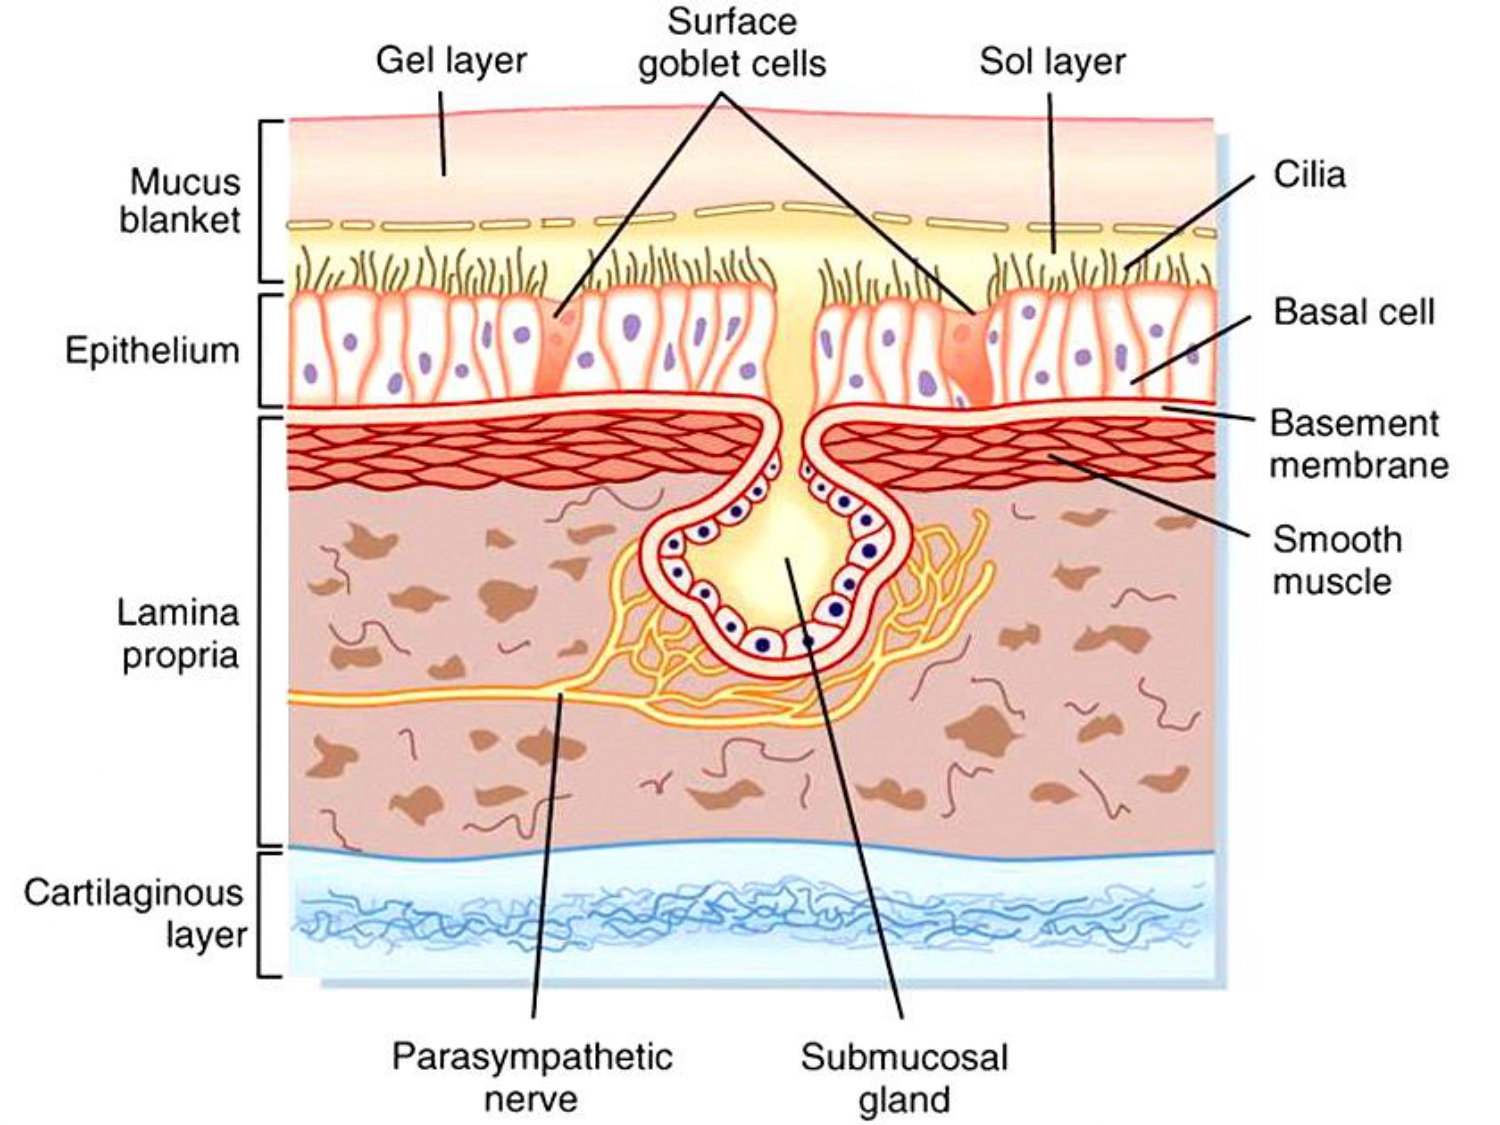 Surface
goblet cells
Gel layer
Sol layer
Mucus
blanket
Cilia
Epithelium
Basal cell
Basement
membrane
Smooth
muscle
Lamina
propria
Cartilaginous
layer
Parasympathetic
nerve
Submucosal
gland